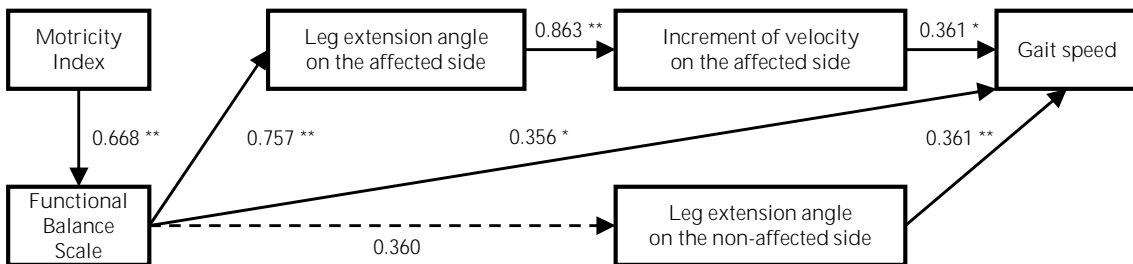 Motricity
Index
Leg extension angle
on the affected side
0.863 **
Increment of velocity
on the affected side
0.361 *
Gait speed
0.668 **
0.757 **
0.356 *
0.361 **
Functional
Balance
Scale
0.360
Leg extension angle
on the non-affected side